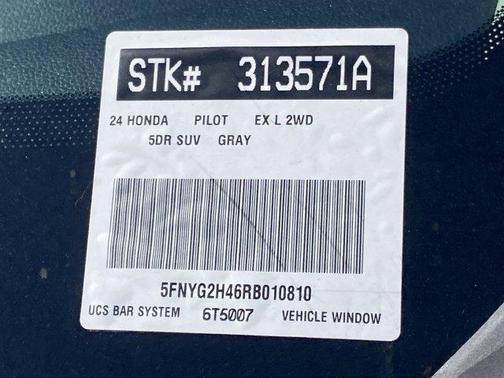 STK# 313571A
24 HONDA PILOT EX L 2WD
5DR SUV GRAY
5FNYG2H46RB010810
UCS BAR SYSTEM 6T5007 VEHICLE WINDOW